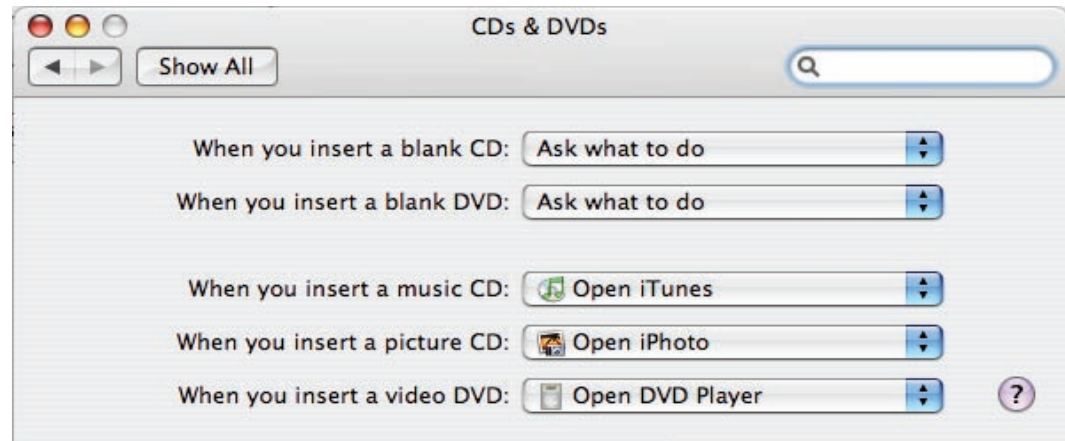 CDs & DVDs
Show All
When you insert a blank CD: Ask what to do
When you insert a blank DVD: Ask what to do
When you insert a music CD: Open iTunes
When you insert a picture CD: Open iPhoto
When you insert a video DVD: Open DVD Player ?